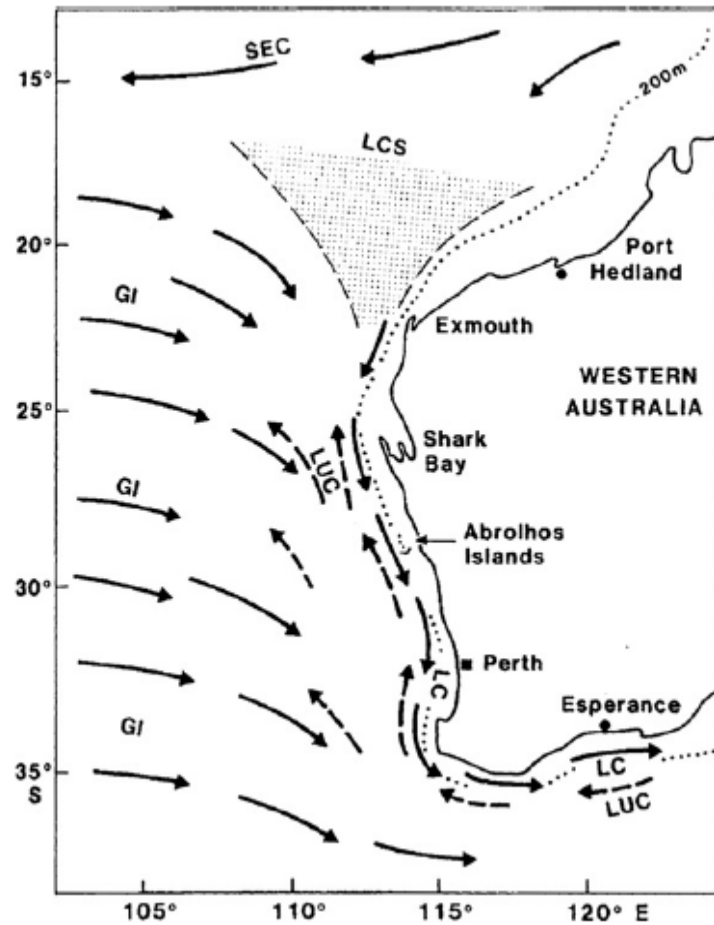 SEC
15°
200m
LCS
20°
Port
Hedland
GI
Exmouth
WESTERN
AUSTRALIA
25°
Shark
Bay
LUC
GI
Abrolhos
Islands
30°
Perth
LC
Esperance
GI
35°
S
LC
LUC
105°
110°
115°
120° E